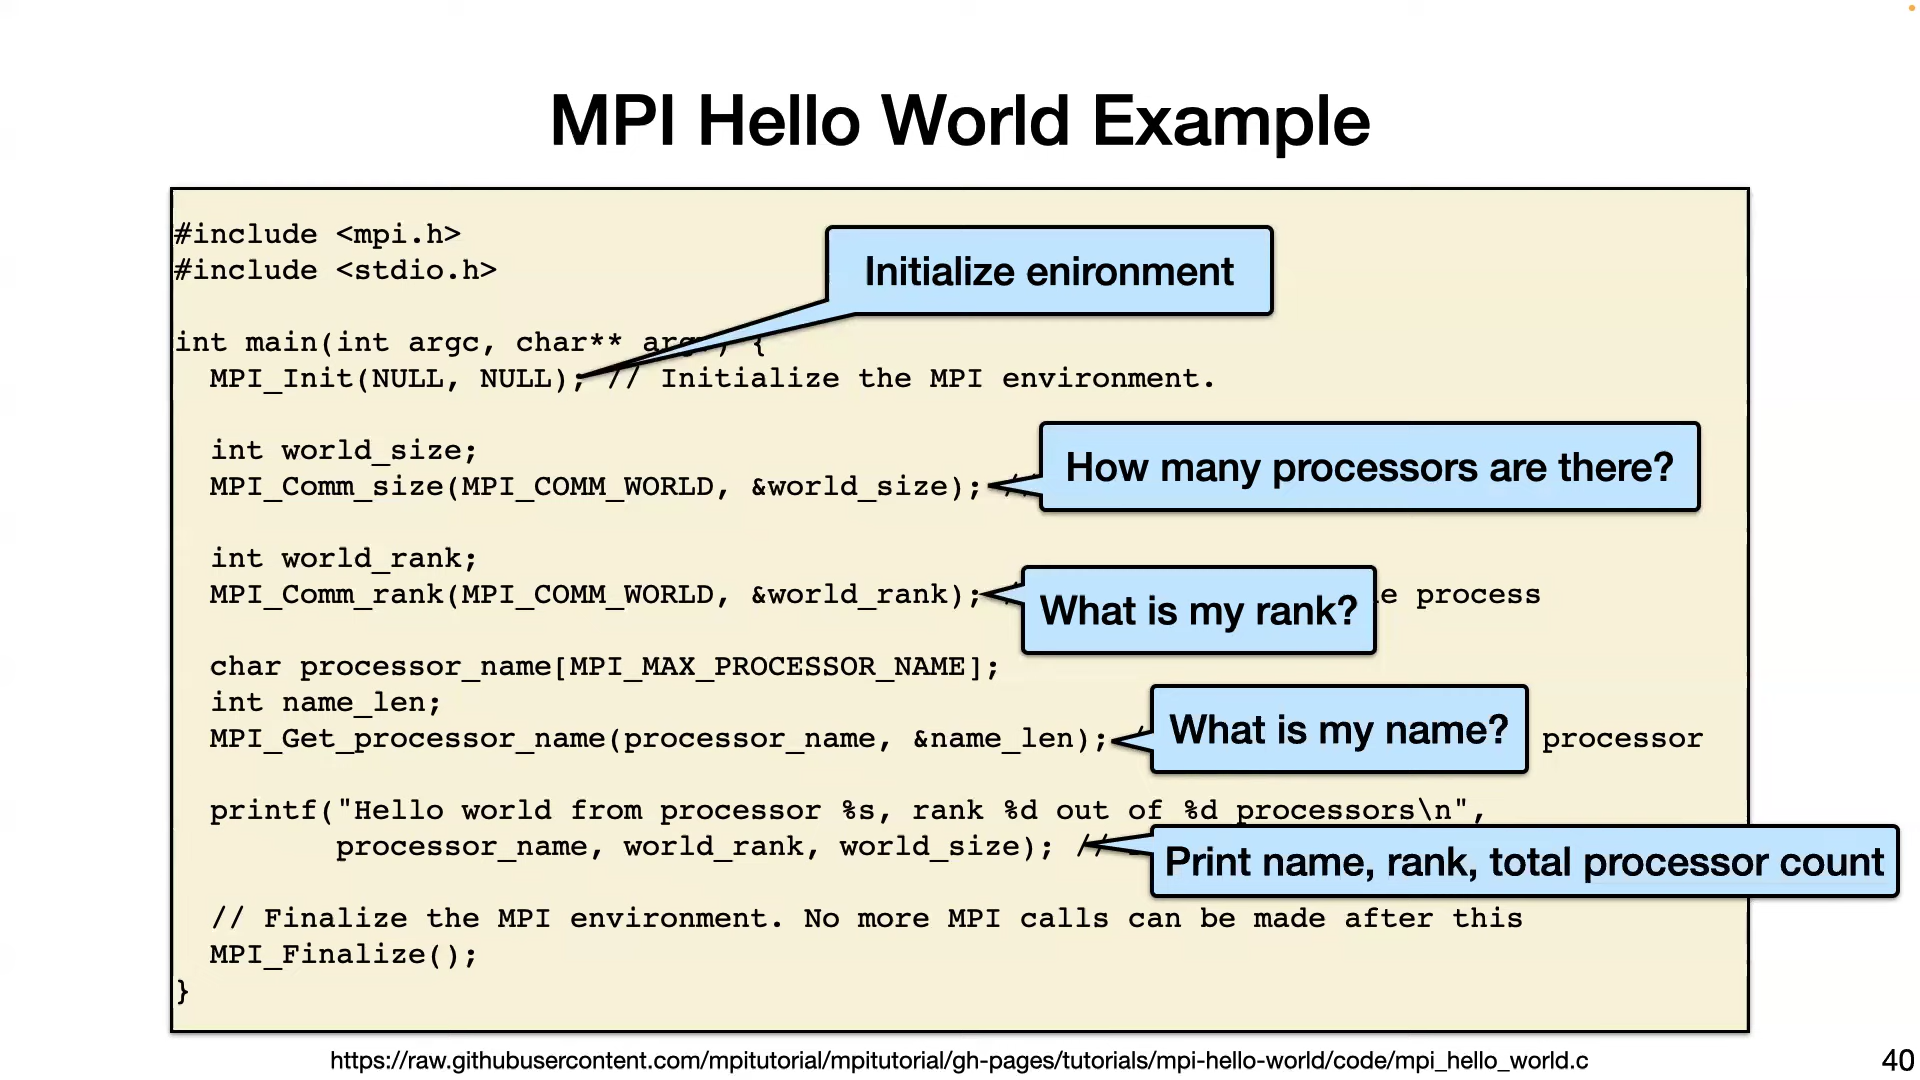 MPI Hello World Example
#include <mpi.h>
#include <stdio.h>
Initialize enironment
int main(int argc, char** argv) {
MPI_Init(NULL, NULL); // Initialize the MPI environment.
int world_size;
How many processors are there?
MPI_Comm_size(MPI_COMM_WORLD, &world_size); //
int world_rank;
MPI_Comm_rank(MPI_COMM_WORLD, &world_rank); process
What is my rank?
char processor_name[MPI_MAX_PROCESSOR_NAME];
int name_len;
What is my name?
MPI_Get_processor_name(processor_name, &name_len); processor
printf("Hello world from processor %s, rank %d out of %d processors\n",
processor_name, world_rank, world_size); //
Print name, rank, total processor count
// Finalize the MPI environment. No more MPI calls can be made after this
MPI_Finalize();
}
https://raw.githubusercontent.com/mpitutorial/mpitutorial/gh-pages/tutorials/mpi-hello-world/code/mpi_hello_world.c
40